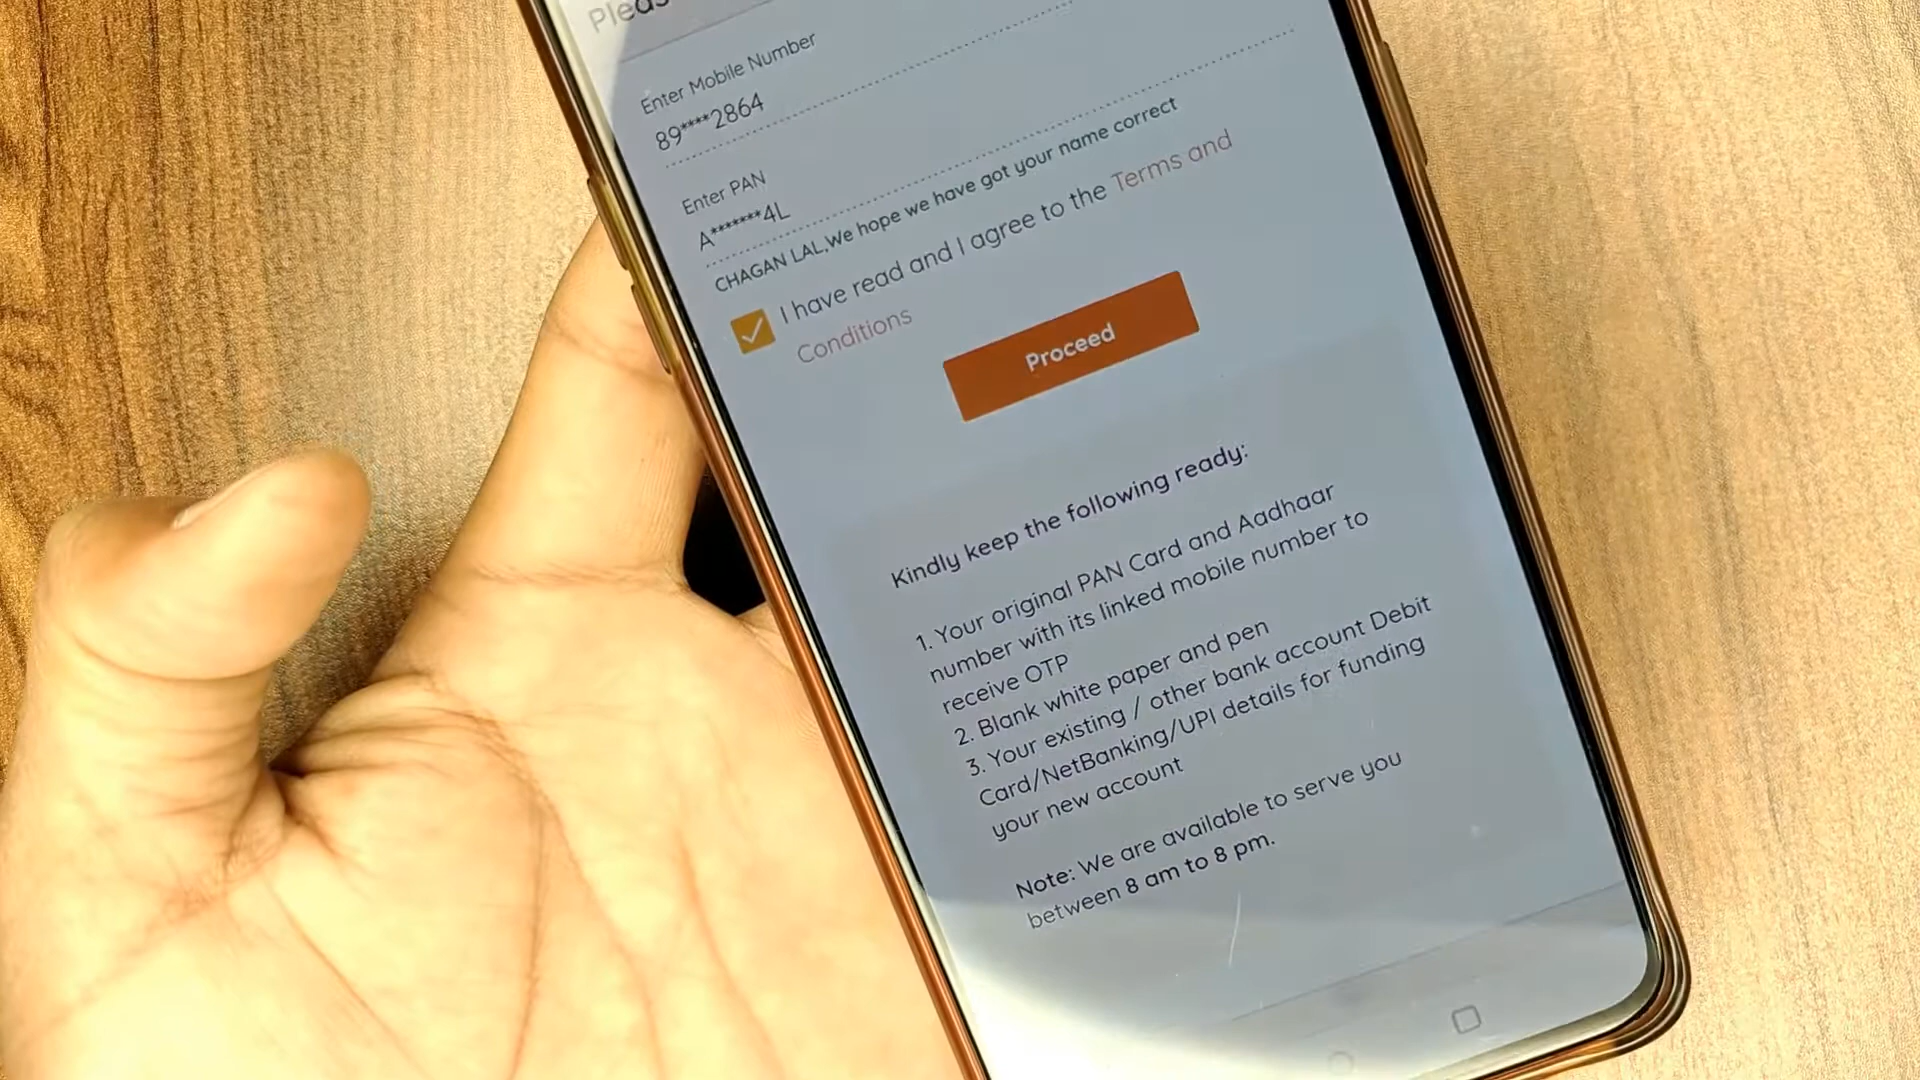 Enter Mobile Number
89****2864
Enter PAN
A*******4L
CHAGAN LAL,We hope we have got your name correct
I have read and I agree to the Terms and
Conditions
Proceed
Kindly keep the following ready:
1. Your original PAN Card and Aadhaar
number with its linked mobile number to
receive OTP
2. Blank white paper and pen
3. Your existing / other bank account Debit
Card/NetBanking/UPI details for funding
your new account
Note: We are available to serve you
between 8 am to 8 pm.